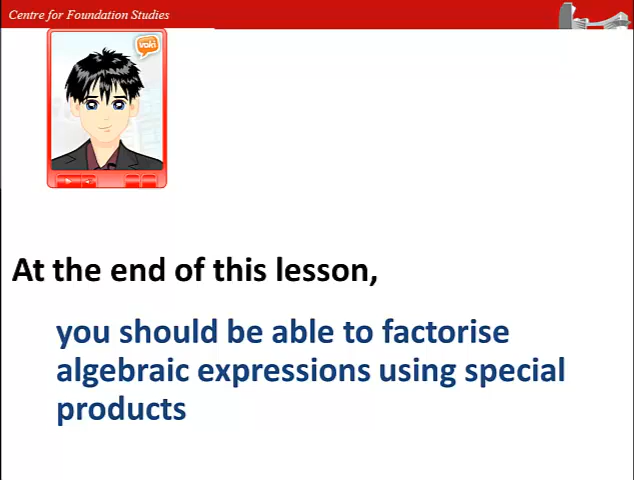 Centre for Foundation Studies
voki
At the end of this lesson,
you should be able to factorise
algebraic expressions using special
products